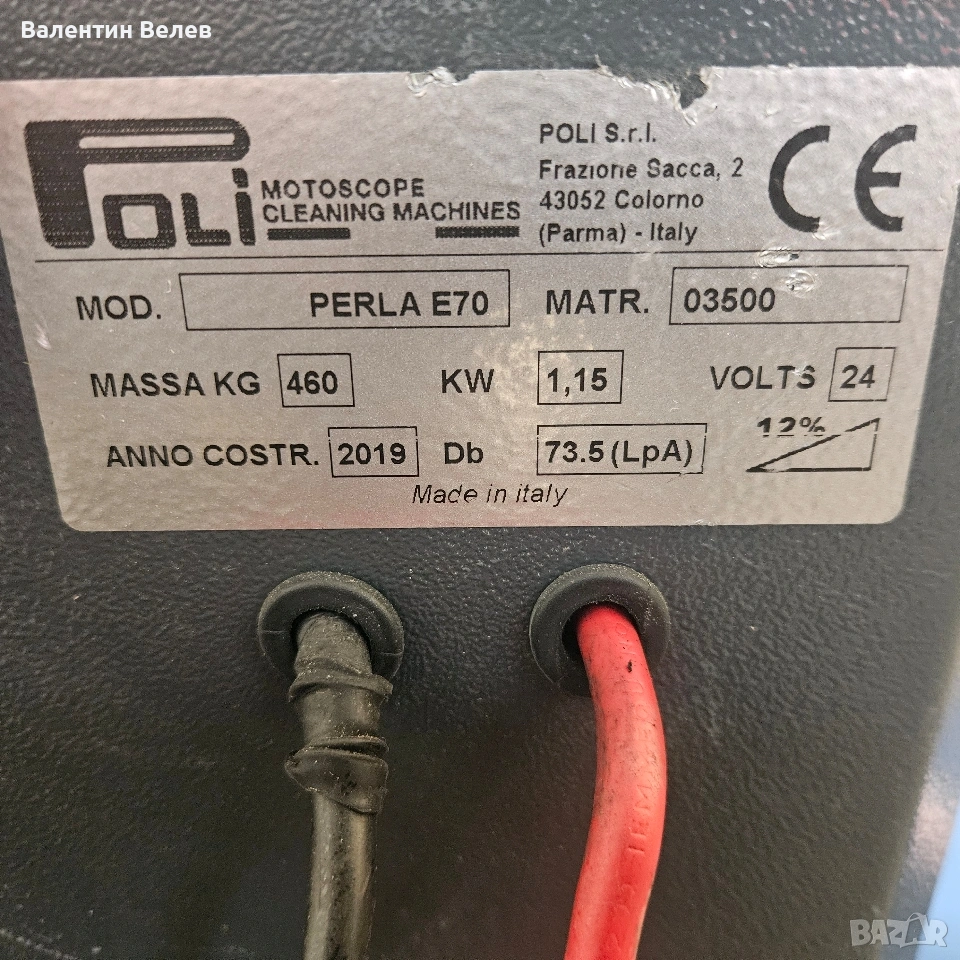 Валентин Велев
POLi
MOTOSCOPE
CLEANING MACHINES
POLI S.r.l.
Frazione Sacca, 2
43052 Colorno
(Parma) - Italy
CE
MOD. PERLA E70 MATR. 03500
MASSA KG 460 KW 1,15 VOLTS 24
ANNO COSTR. 2019 Db 73.5 (LpA) 12%
Made in italy
BAZAR